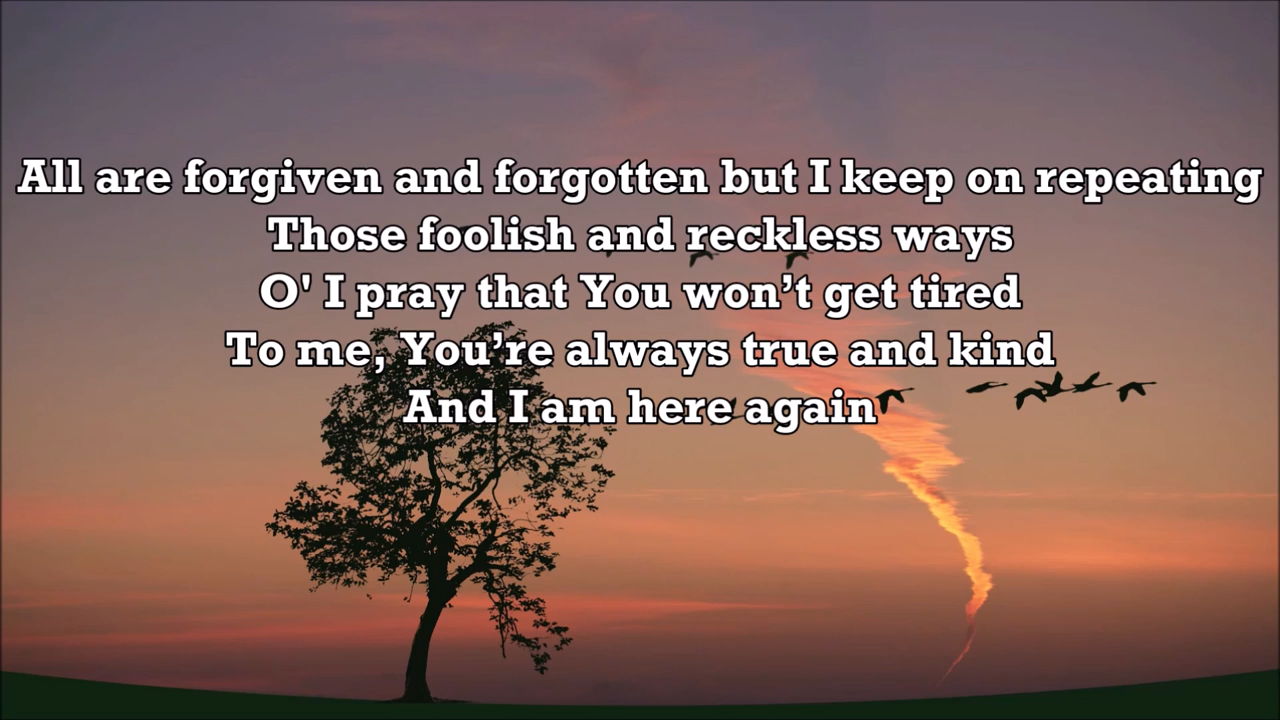 All are forgiven and forgotten but I keep on repeating
Those foolish and reckless ways
O' I pray that You won’t get tired
To me, You’re always true and kind
And I am here again